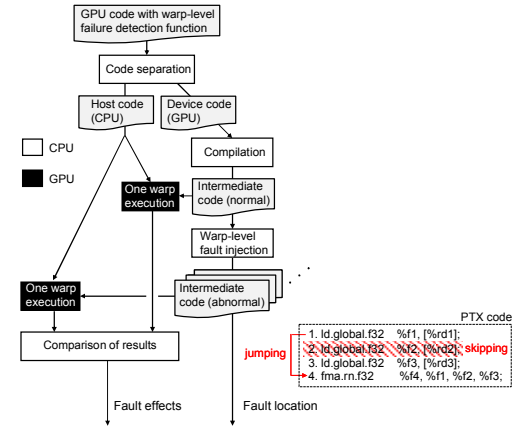 GPU code with warp-level
failure detection function
Code separation
Host code
(CPU)
Device code
(GPU)
CPU
GPU
Compilation
One warp
execution
Intermediate
code (normal)
Warp-level
fault injection
. . .
One warp
execution
Intermediate
code (abnormal)
PTX code
Comparison of results
jumping
1. ld.global.f32 %f1, [%rd1];
2. ld.global.f32 %f2, [%rd2];
skipping
3. ld.global.f32 %f3, [%rd3];
4. fma.rn.f32 %f4, %f1, %f2, %f3;
Fault effects
Fault location